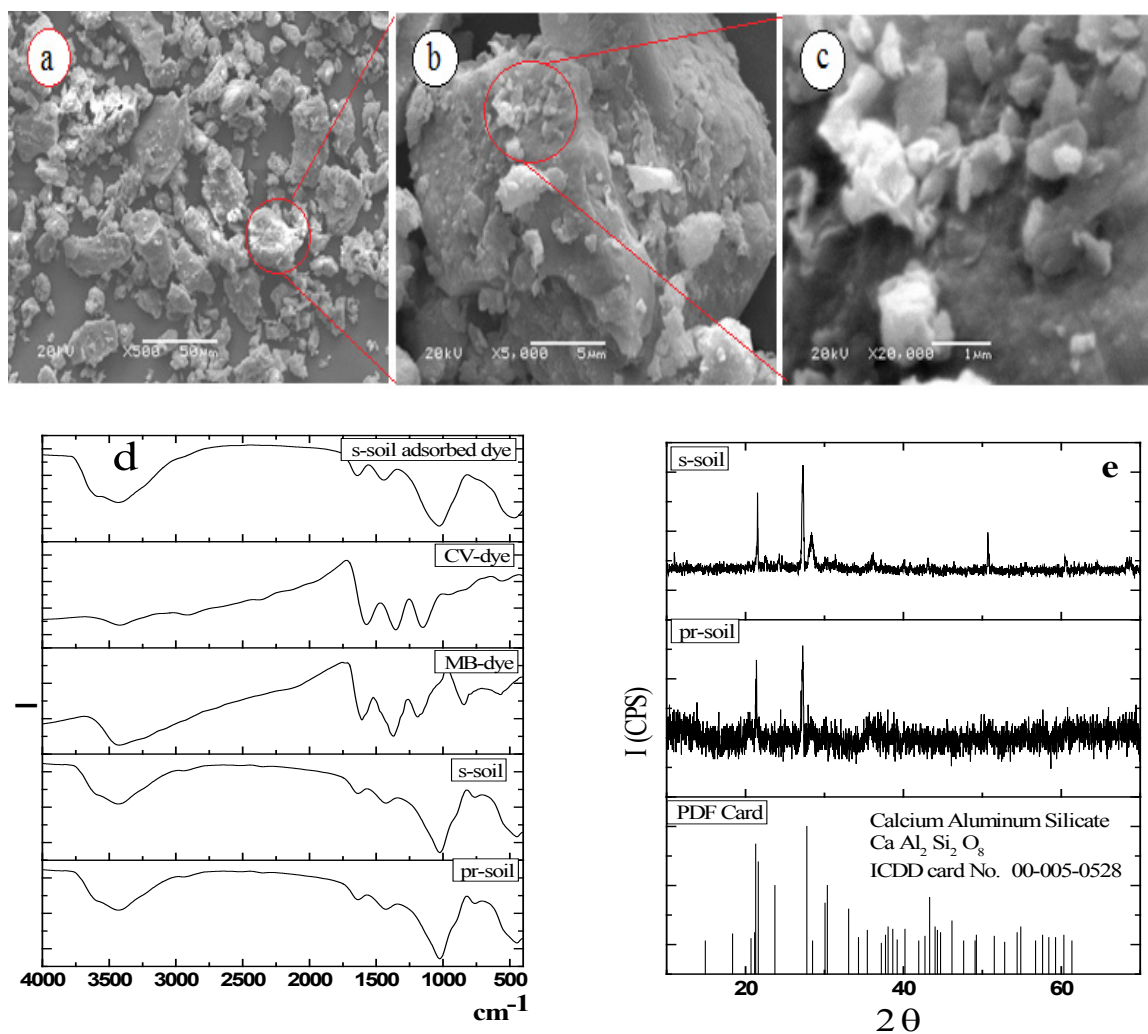 a
20kV X500 50µm
b
20kV X5,000 5µm
c
20kV X20,000 1µm
d
s-soil adsorbed dye
CV-dye
MB-dye
s-soil
pr-soil
I
4000 3500 3000 2500 2000 1500 1000 500
cm-1
e
s-soil
pr-soil
I (CPS)
PDF Card
Calcium Aluminum Silicate
Ca Al2 Si2 O8
ICDD card No. 00-005-0528
20 40 60
2 θ